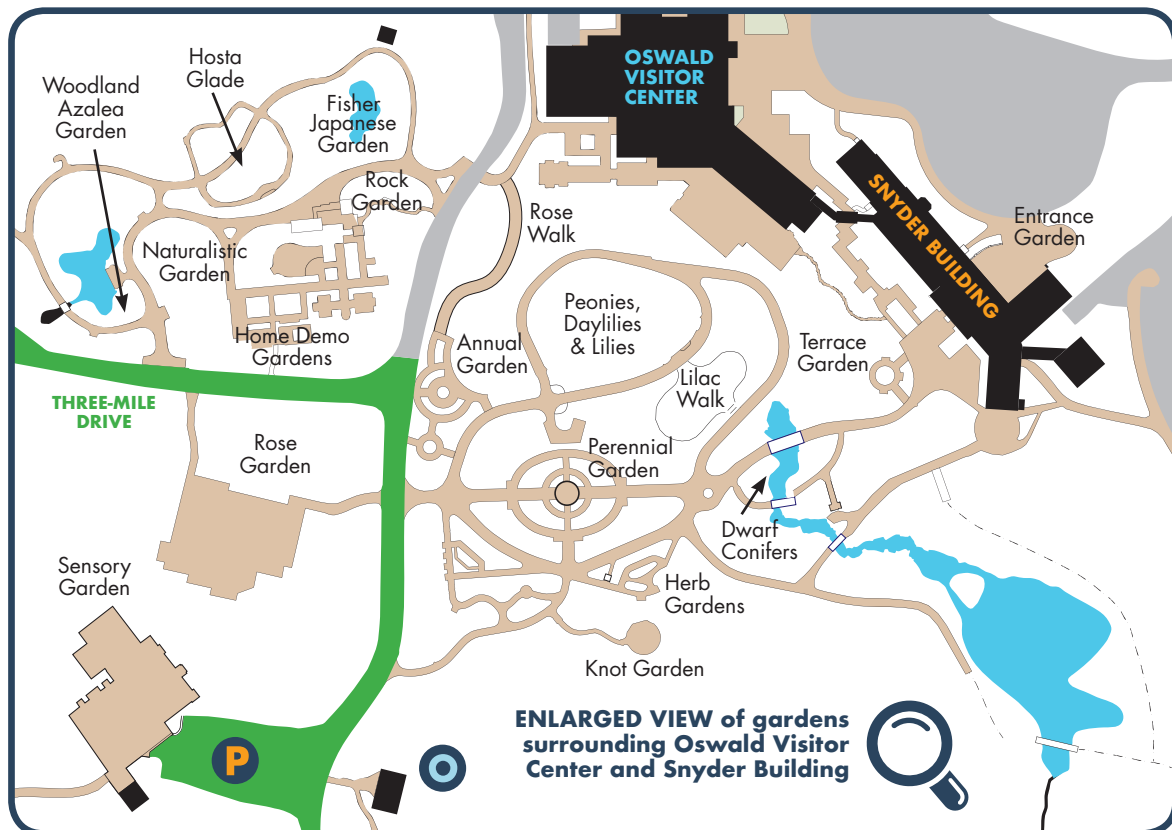 OSWALD
VISITOR
CENTER
Hosta
Glade
Woodland
Azalea
Garden
Fisher
Japanese
Garden
Rock
Garden
SNYDER BUILDING
Entrance
Garden
Rose
Walk
Naturalistic
Garden
Peonies,
Daylilies
& Lilies
Home Demo
Gardens
Annual
Garden
Terrace
Garden
Lilac
Walk
THREE-MILE
DRIVE
Rose
Garden
Perennial
Garden
Dwarf
Conifers
Sensory
Garden
Herb
Gardens
Knot Garden
ENLARGED VIEW of gardens
surrounding Oswald Visitor
Center and Snyder Building
P